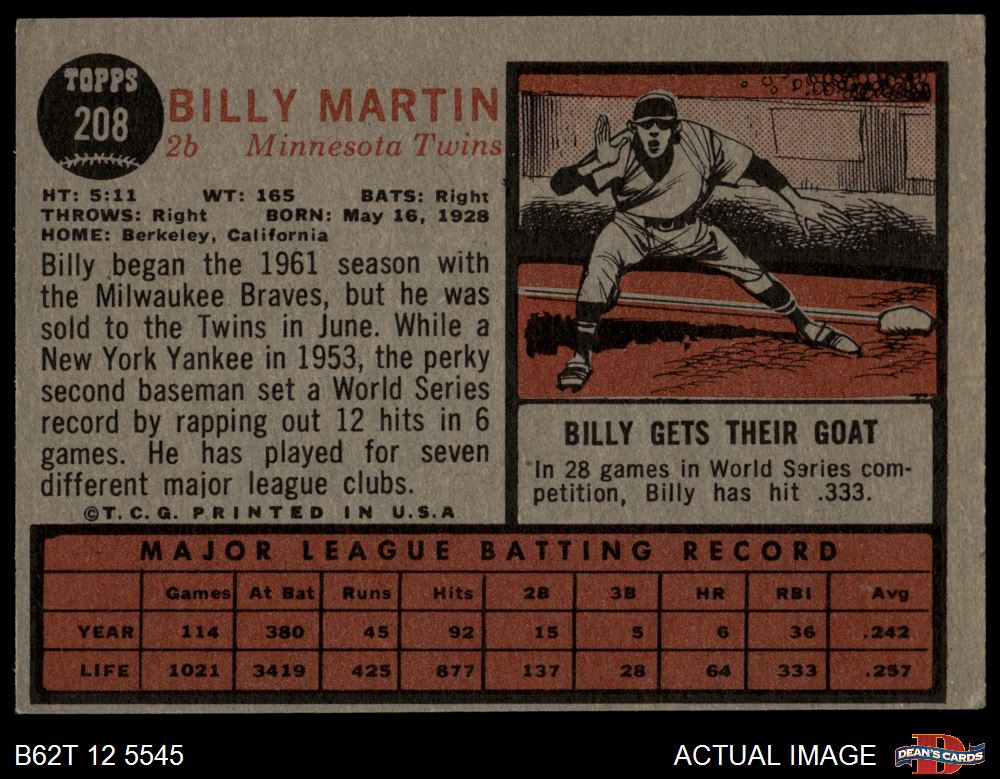 TOPPS
208
BILLY MARTIN
2b Minnesota Twins
HT: 5:11 WT: 165 BATS: Right
THROWS: Right BORN: May 16, 1928
HOME: Berkeley, California
Billy began the 1961 season with
the Milwaukee Braves, but he was
sold to the Twins in June. While a
New York Yankee in 1953, the perky
second baseman set a World Series
record by rapping out 12 hits in 6
games. He has played for seven
different major league clubs.
©T.C.G. PRINTED IN U.S.A
BILLY GETS THEIR GOAT
In 28 games in World Series com-
petition, Billy has hit .333.
MAJOR LEAGUE BATTING RECORD
Games At Bat Runs Hits 2B 3B HR RBI Avg
YEAR 114 380 45 92 15 5 6 36 .242
LIFE 1021 3419 425 877 137 28 64 333 .257
B62T 12 5545 ACTUAL IMAGE
D
DEAN'S CARDS